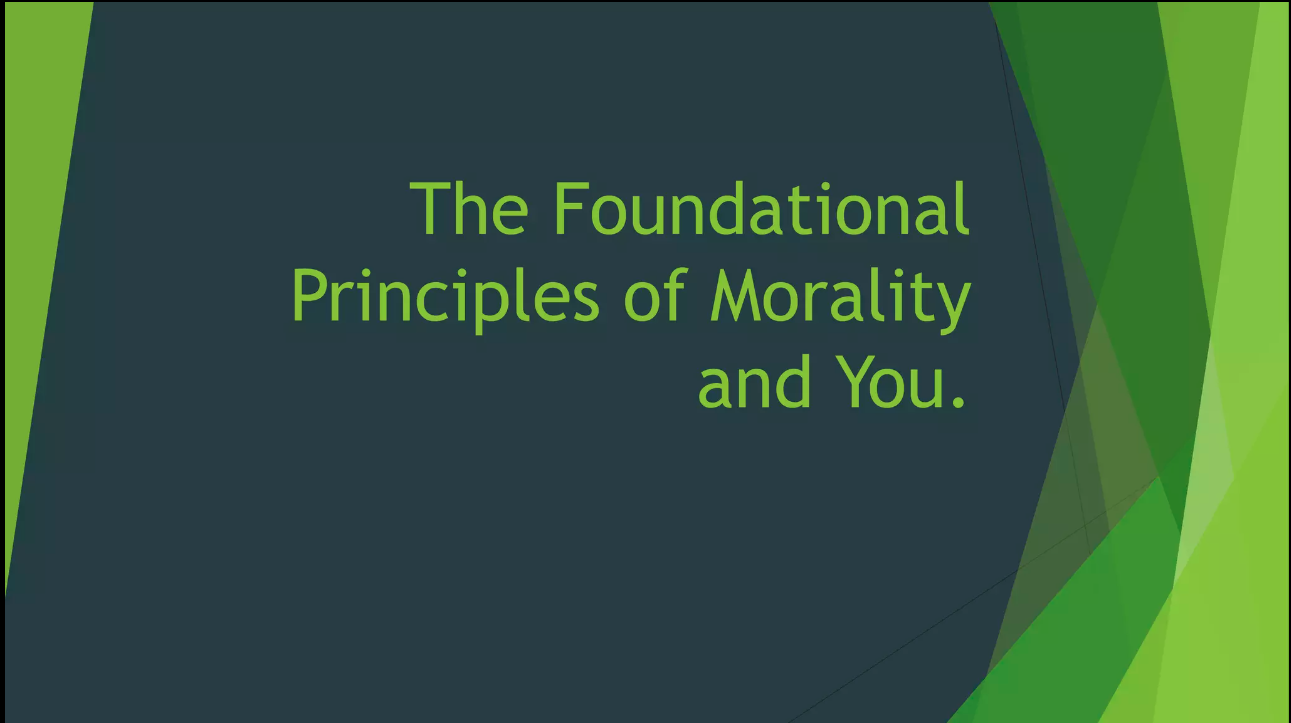 The Foundational
Principles of Morality
and You.